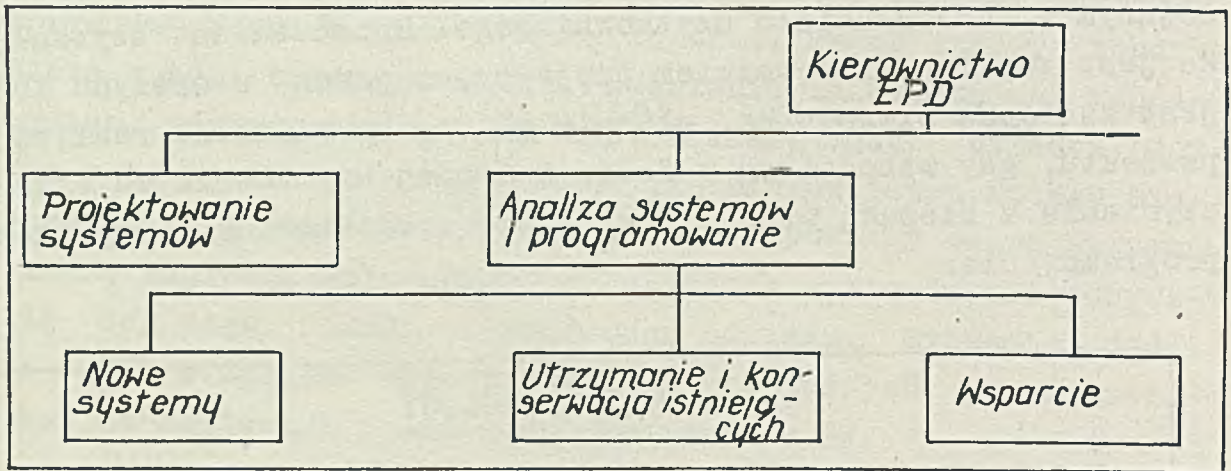 Kierownictwo
EPD
Projektowanie
systemów
Analiza systemów
i programowanie
Nowe
systemy
Utrzymanie i kon-
serwacja istnieją-
cych
Wsparcie